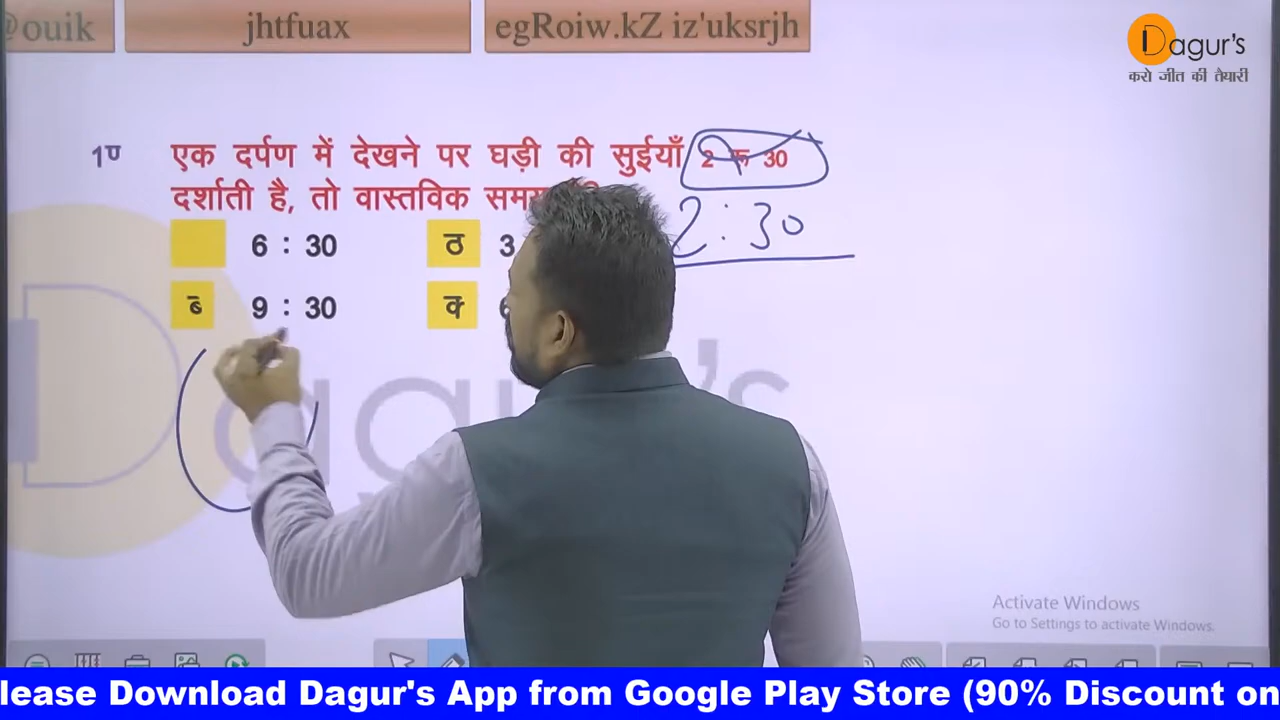 @ouik
jhtfuax
egRoiw.kZ iz'uksrjh
Dagur's
करो जीत की तैयारी
1ण
एक दर्पण में देखने पर घड़ी की सुईयाँ 2 रू 30
दर्शाती है, तो वास्तविक
2:30
6 : 30
ठ 3
ब् 9 : 30
क्
Dagur's
Activate Windows
Go to Settings to activate Windows.
lease Download Dagur's App from Google Play Store (90% Discount on